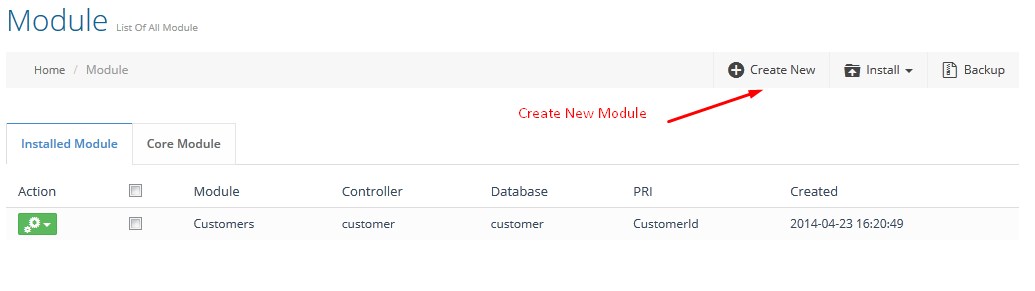 Module List Of All Module
Home / Module Create New Install Backup
Create New Module
Installed Module Core Module
Action Module Controller Database PRI Created
Customers customer customer CustomerId 2014-04-23 16:20:49